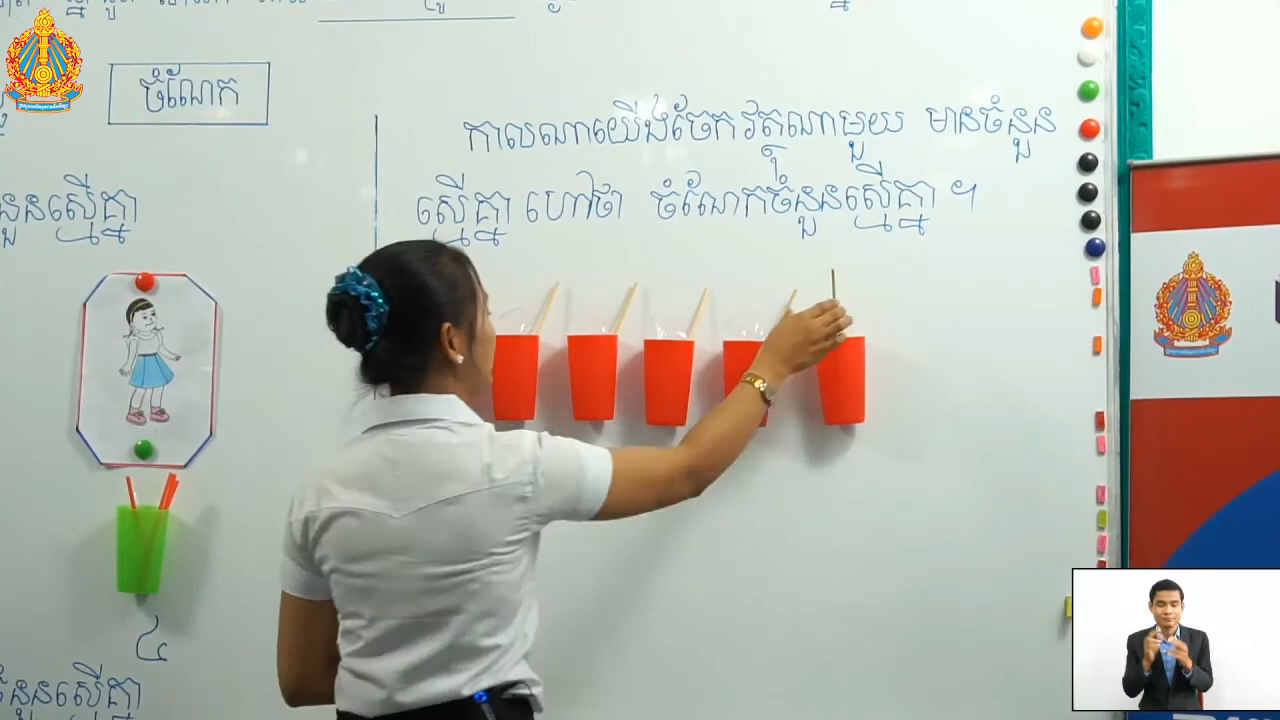 ចំណែក
កាលណាយើងចែកវត្ថុណាមួយ មានចំនួន
ស្មើគ្នា ហៅថា ចំណែកចំនួនស្មើគ្នា ។
នួនស្មើគ្នា
៤
ចំនួនស្មើគ្នា